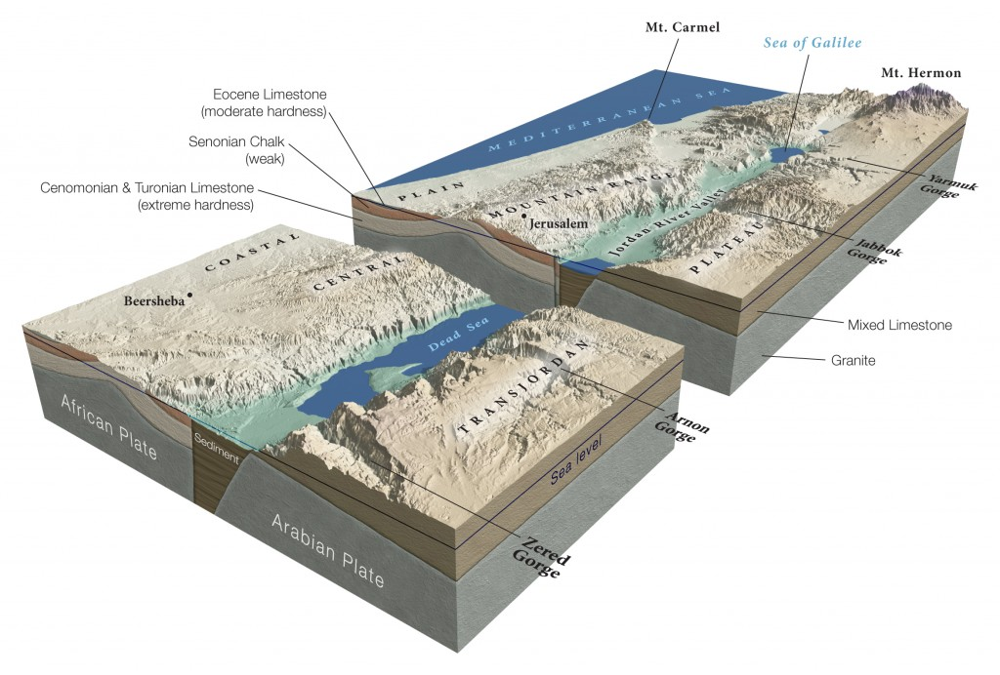 Mt. Carmel
Sea of Galilee
Mt. Hermon
Eocene Limestone
(moderate hardness)
Senonian Chalk
(weak)
Cenomonian & Turonian Limestone
(extreme hardness)
MEDITERRANEAN SEA
PLAIN
MOUNTAIN RANGE
Jerusalem
Jordan River Valley
PLATEAU
Yarmuk
Gorge
Jabbok
Gorge
COASTAL
CENTRAL
Beersheba
Dead Sea
Mixed Limestone
Granite
TRANSJORDAN
Arnon
Gorge
Sea level
African Plate
Sediment
Arabian Plate
Zered
Gorge